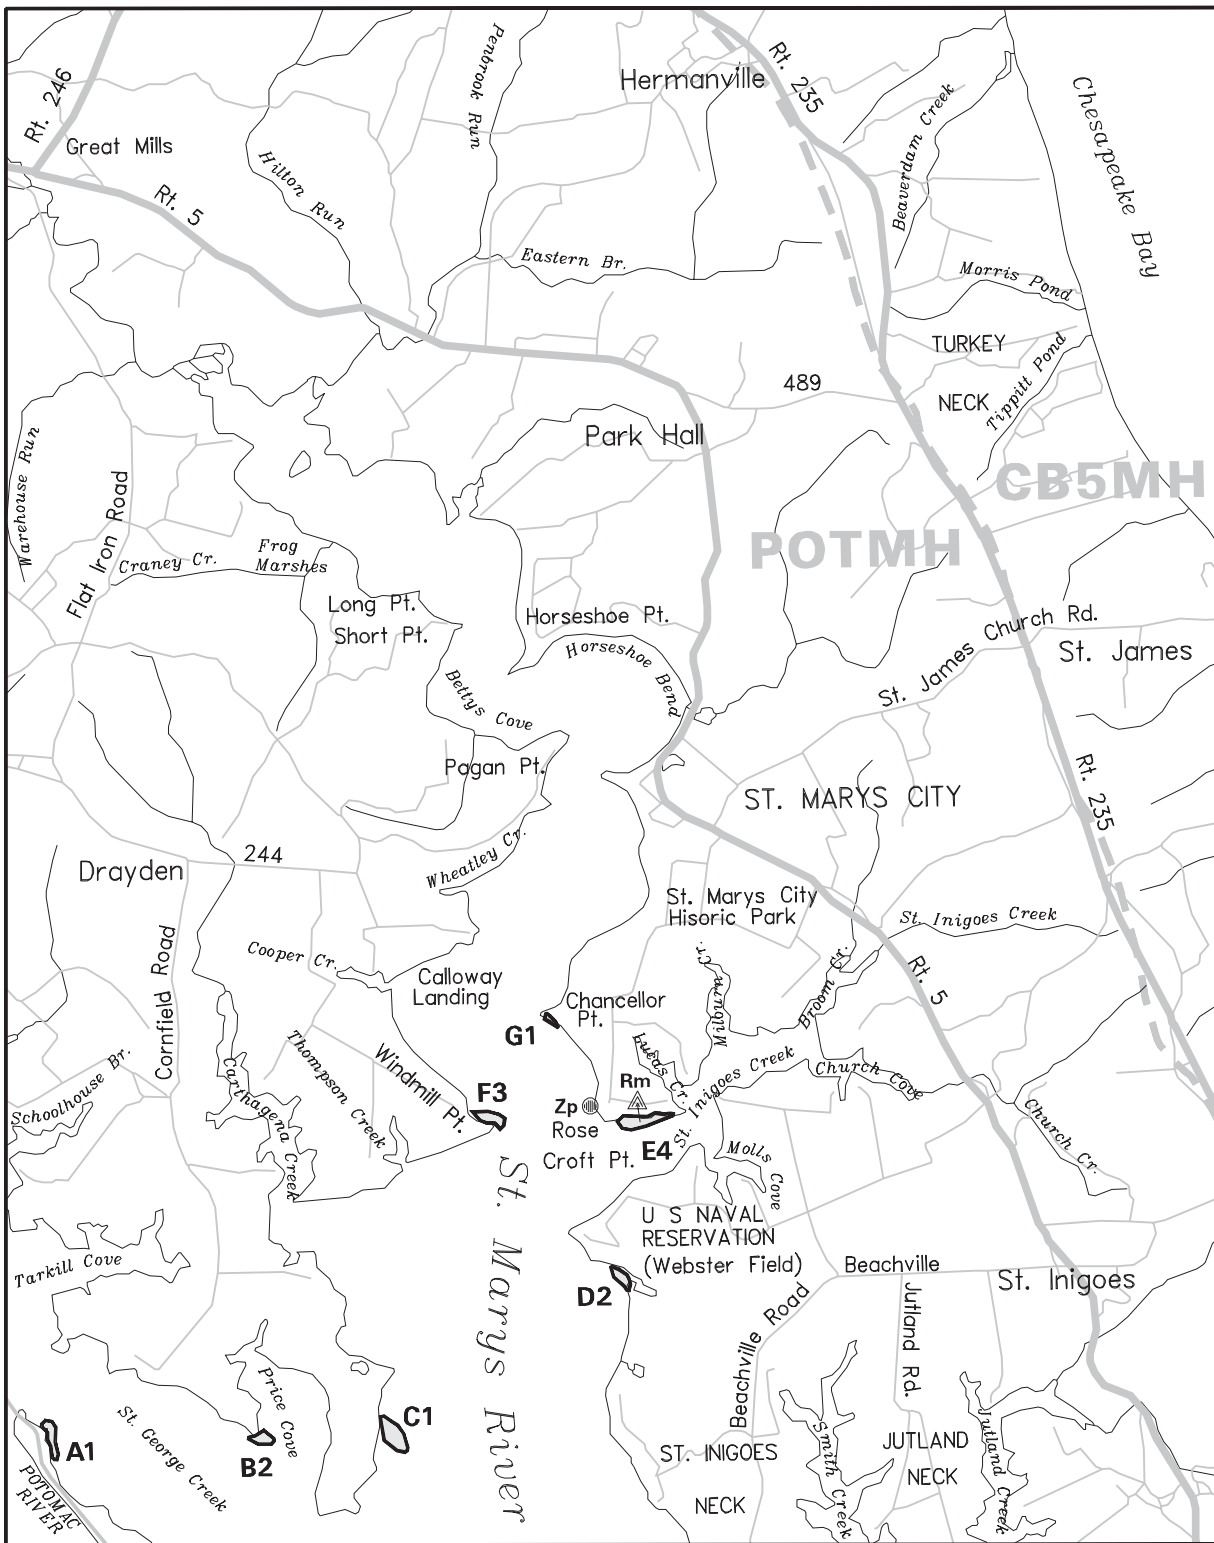 Rt. 246
Great Mills
Rt. 5
Hilton Run
Penbrook Run
Hermanville
Rt. 235
Beaverdam Creek
Chesapeake Bay
Eastern Br.
Morris Pond
TURKEY
NECK
Tippitt Pond
489
Park Hall
CB5MH
POTMH
Warehouse Run
Flat Iron Road
Craney Cr.
Frog
Marshes
Long Pt.
Short Pt.
Horseshoe Pt.
Horseshoe Bend
Bettys Cove
St. James Church Rd.
St. James
Pagan Pt.
ST. MARYS CITY
Rt. 235
Wheatley Cr.
244
Drayden
St. Marys City
Hisoric Park
St. Inigoes Creek
Cornfield Road
Cooper Cr.
Calloway
Landing
Chancellor
Pt.
G1
Milburn Cr.
Broom Cr.
Rt. 5
Lucas Cr.
St. Inigoes Creek
Church Cove
Church Cr.
Schoolhouse Br.
Carthagena Creek
Thompson Creek
Windmill Pt.
F3
Rm
Zp
Rose
Croft Pt.
E4
Molls
Cove
St. Marys River
U S NAVAL
RESERVATION
(Webster Field)
D2
Beachville
St. Inigoes
Tarkill Cove
Beachville Road
Jutland Rd.
Price Cove
C1
St. George Creek
B2
A1
POTOMAC
RIVER
ST. INIGOES
NECK
Smith Creek
JUTLAND
NECK
Jutland Creek